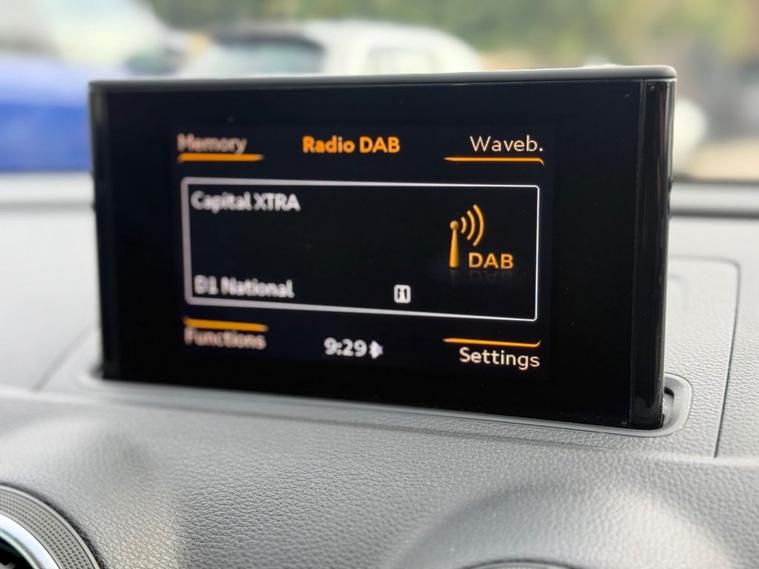 Memory Radio DAB Waveb.
Capital XTRA
DAB
D1 National
Functions 9:29 Settings